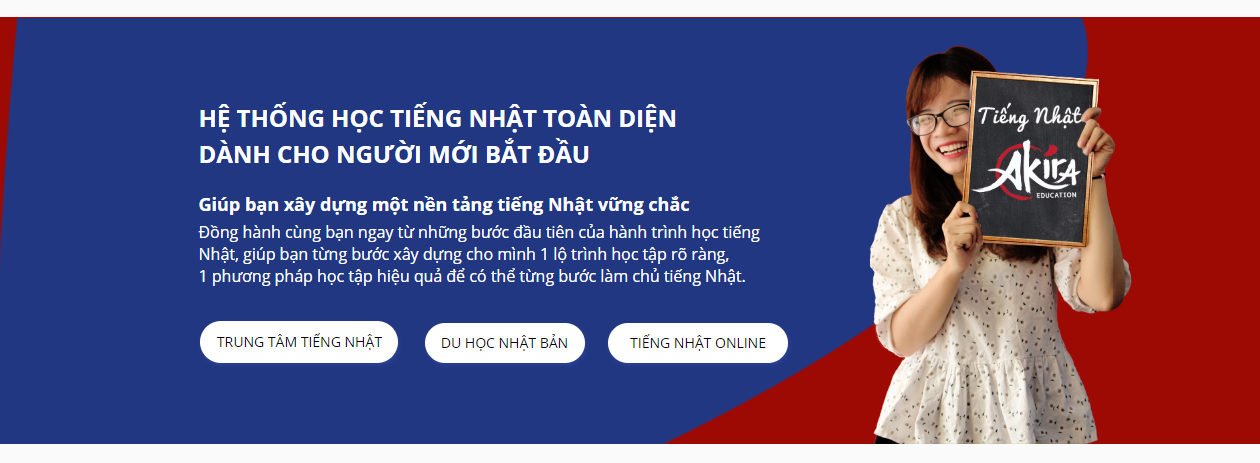 HỆ THỐNG HỌC TIẾNG NHẬT TOÀN DIỆN
DÀNH CHO NGƯỜI MỚI BẮT ĐẦU
Giúp bạn xây dựng một nền tảng tiếng Nhật vững chắc
Đồng hành cùng bạn ngay từ những bước đầu tiên của hành trình học tiếng
Nhật, giúp bạn từng bước xây dựng cho mình 1 lộ trình học tập rõ ràng,
1 phương pháp học tập hiệu quả để có thể từng bước làm chủ tiếng Nhật.
TRUNG TÂM TIẾNG NHẬT
DU HỌC NHẬT BẢN
TIẾNG NHẬT ONLINE
Tiếng Nhật
Akira
EDUCATION